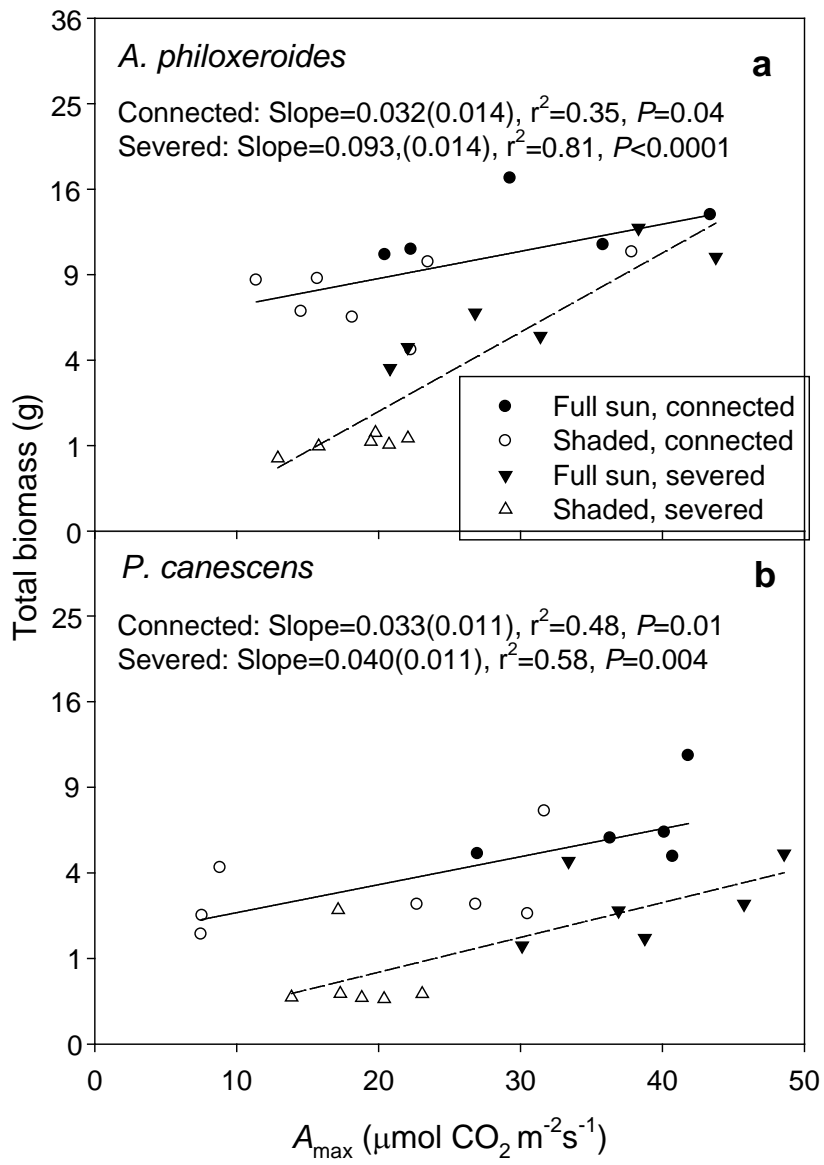 36
A. philoxeroides
a
25
Connected: Slope=0.032(0.014), r²=0.35, P=0.04
Severed: Slope=0.093,(0.014), r²=0.81, P<0.0001
16
9
4
1
0
Full sun, connected
Shaded, connected
Full sun, severed
Shaded, severed
Total biomass (g)
P. canescens
b
25
Connected: Slope=0.033(0.011), r²=0.48, P=0.01
Severed: Slope=0.040(0.011), r²=0.58, P=0.004
16
9
4
1
0
0 10 20 30 40 50
Amax (μmol CO₂ m⁻²s⁻¹)